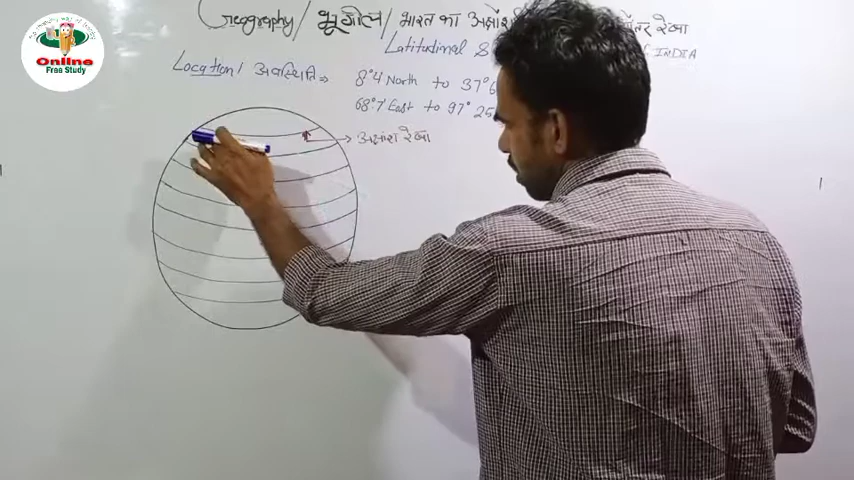 Geography/ भूगोल/ भारत का अक्षांश रेखा
Latitudinal INDIA
Location/ अवस्थिति ⇒ 8°4' North to 37°6
68°7' East to 97° 25
अक्षांश रेखा
Online
Free Study